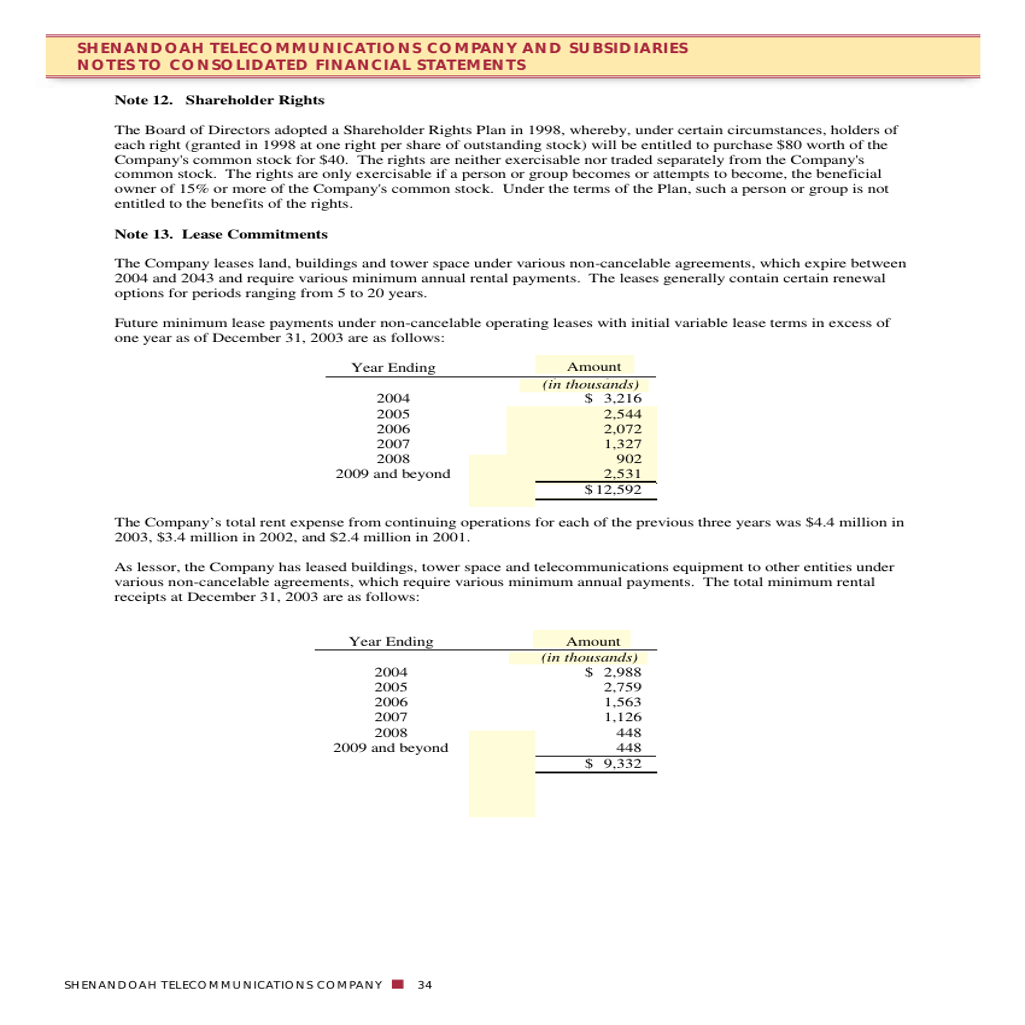 SHENANDOAH TELECOMMUNICATIONS COMPANY AND SUBSIDIARIES
NOTES TO CONSOLIDATED FINANCIAL STATEMENTS
Note 12. Shareholder Rights
The Board of Directors adopted a Shareholder Rights Plan in 1998, whereby, under certain circumstances, holders of
each right (granted in 1998 at one right per share of outstanding stock) will be entitled to purchase $80 worth of the
Company's common stock for $40. The rights are neither exercisable nor traded separately from the Company's
common stock. The rights are only exercisable if a person or group becomes or attempts to become, the beneficial
owner of 15% or more of the Company's common stock. Under the terms of the Plan, such a person or group is not
entitled to the benefits of the rights.
Note 13. Lease Commitments
The Company leases land, buildings and tower space under various non-cancelable agreements, which expire between
2004 and 2043 and require various minimum annual rental payments. The leases generally contain certain renewal
options for periods ranging from 5 to 20 years.
Future minimum lease payments under non-cancelable operating leases with initial variable lease terms in excess of
one year as of December 31, 2003 are as follows:
Year Ending Amount
(in thousands)
2004 $ 3,216
2005 2,544
2006 2,072
2007 1,327
2008 902
2009 and beyond 2,531
$ 12,592
The Company’s total rent expense from continuing operations for each of the previous three years was $4.4 million in
2003, $3.4 million in 2002, and $2.4 million in 2001.
As lessor, the Company has leased buildings, tower space and telecommunications equipment to other entities under
various non-cancelable agreements, which require various minimum annual payments. The total minimum rental
receipts at December 31, 2003 are as follows:
Year Ending Amount
(in thousands)
2004 $ 2,988
2005 2,759
2006 1,563
2007 1,126
2008 448
2009 and beyond 448
$ 9,332
SHENANDOAH TELECOMMUNICATIONS COMPANY 34